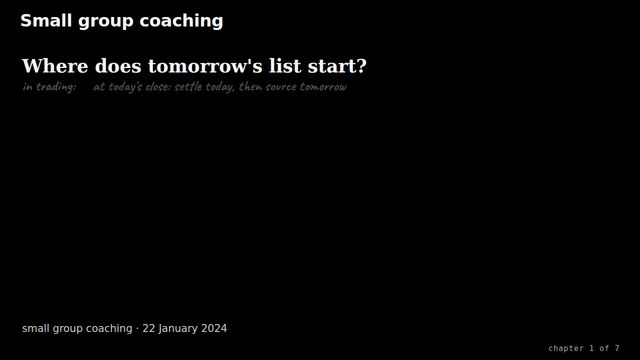 Small group coaching
Where does tomorrow's list start?
in trading: at today's close: settle today, then source tomorrow
small group coaching · 22 January 2024
chapter 1 of 7